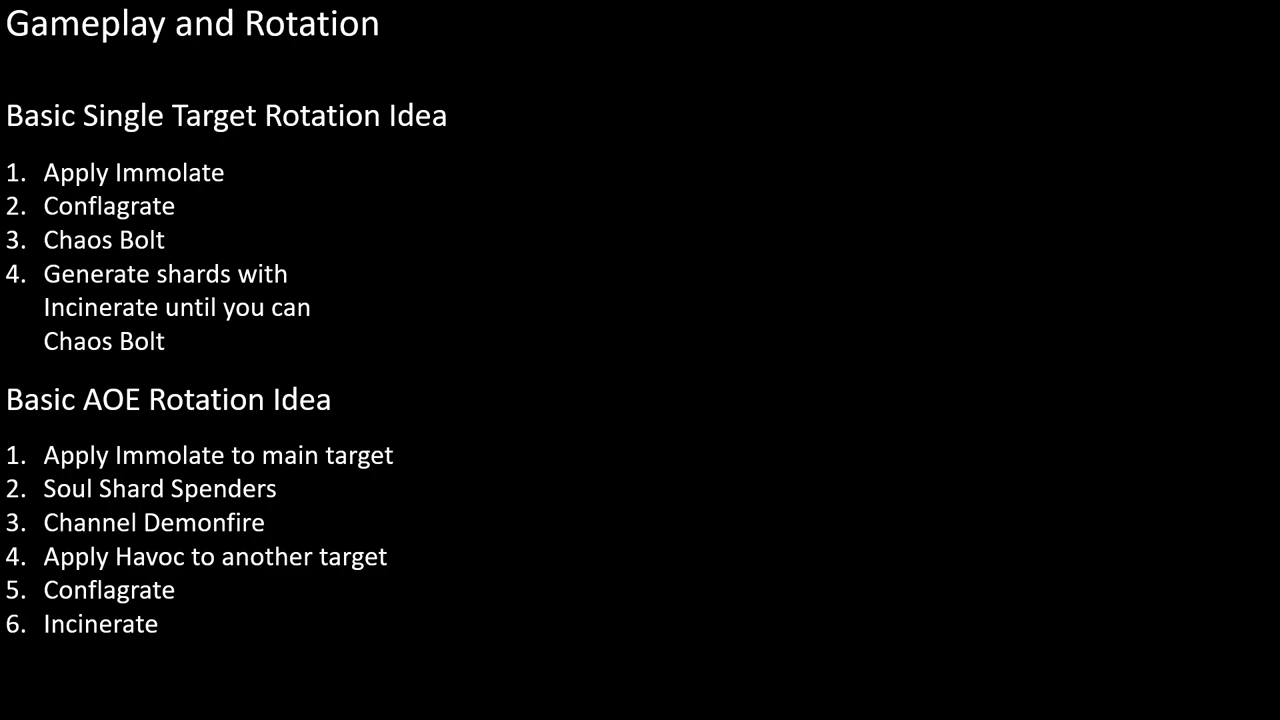 Gameplay and Rotation
Basic Single Target Rotation Idea
1. Apply Immolate
2. Conflagrate
3. Chaos Bolt
4. Generate shards with
Incinerate until you can
Chaos Bolt
Basic AOE Rotation Idea
1. Apply Immolate to main target
2. Soul Shard Spenders
3. Channel Demonfire
4. Apply Havoc to another target
5. Conflagrate
6. Incinerate